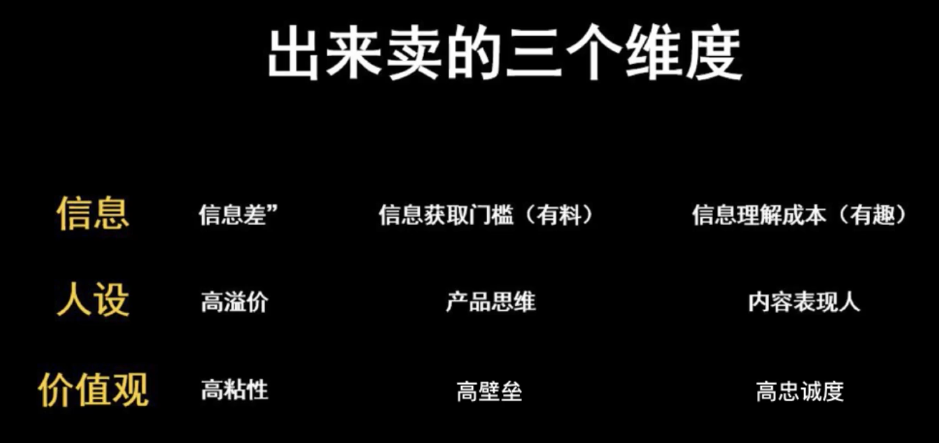 出来卖的三个维度
信息 信息差” 信息获取门槛（有料） 信息理解成本（有趣）
人设 高溢价 产品思维 内容表现人
价值观 高粘性 高壁垒 高忠诚度